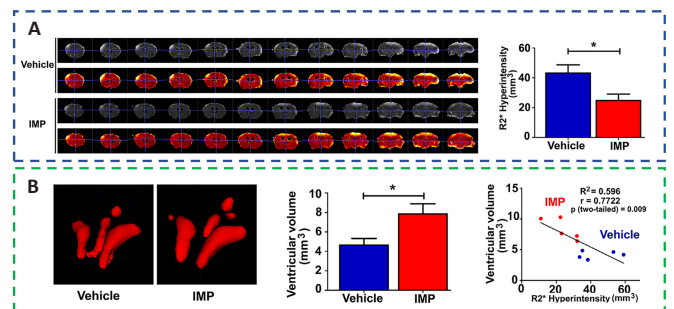 A
Vehicle
IMP
R2* Hyperintensity
(mm3)
60
40
20
0
*
Vehicle
IMP
B
Vehicle
IMP
Ventricular volume
(mm3)
10
8
6
4
2
0
*
Vehicle
IMP
Ventricular volume
(mm3)
15
10
5
0
R2= 0.596
r = 0.7722
p (two-tailed) = 0.009
IMP
Vehicle
0 20 40 60
R2* Hyperintensity (mm3)